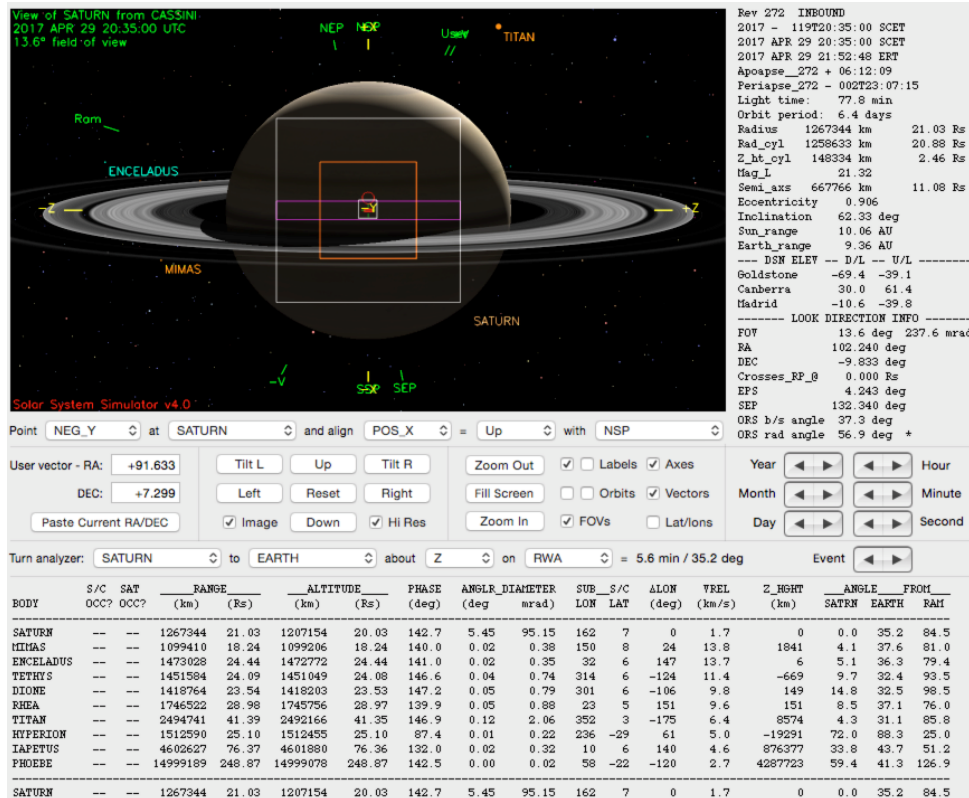 View of SATURN from CASSINI
2017 APR 29 20:35:00 UTC
13.6° field of view
NEP
TITAN
Ram
ENCELADUS
-Z
-Y
+Z
MIMAS
SATURN
-V
SEP
Solar System Simulator v4.0
Rev 272 INBOUND
2017 - 119T20:35:00 SCET
2017 APR 29 20:35:00 SCET
2017 APR 29 21:52:48 ERT
Apoapse__272 + 06:12:09
Periapse_272 - 002T23:07:15
Light time: 77.8 min
Orbit period: 6.4 days
Radius 1267344 km 21.03 Rs
Rad_cyl 1258633 km 20.88 Rs
Z_ht_cyl 148334 km 2.46 Rs
Mag_L 21.32
Semi_axs 667766 km 11.08 Rs
Eccentricity 0.906
Inclination 62.33 deg
Sun_range 10.06 AU
Earth_range 9.36 AU
--- DSN ELEV -- D/L -- U/L -------
Goldstone -69.4 -39.1
Canberra 30.0 61.4
Madrid -10.6 -39.8
------- LOOK DIRECTION INFO -------
FOV 13.6 deg 237.6 mrad
RA 102.240 deg
DEC -9.833 deg
Crosses_RP_@ 0.000 Rs
EPS 4.243 deg
SEP 132.340 deg
ORS b/s angle 37.3 deg
ORS rad angle 56.9 deg *
Point NEG_Y at SATURN and align POS_X = Up with NSP
User vector - RA: +91.633 Tilt L Up Tilt R Zoom Out Labels Axes Year Hour
DEC: +7.299 Left Reset Right Fill Screen Orbits Vectors Month Minute
Paste Current RA/DEC Image Down Hi Res Zoom In FOVs Lat/lons Day Second
Turn analyzer: SATURN to EARTH about Z on RWA = 5.6 min / 35.2 deg Event
S/C SAT RANGE ALTITUDE PHASE ANGLR_DIAMETER SUB__S/C ΔLON VREL Z_HGHT ANGLE___FROM
BODY OCC? OCC? (km) (Rs) (km) (Rs) (deg) (deg mrad) LON LAT (deg) (km/s) (km) SATRN EARTH RAM
SATURN -- -- 1267344 21.03 1207154 20.03 142.7 5.45 95.15 162 7 0 1.7 0 0.0 35.2 84.5
MIMAS -- -- 1099410 18.24 1099206 18.24 140.0 0.02 0.38 150 8 24 13.8 1841 4.1 37.6 81.0
ENCELADUS -- -- 1473028 24.44 1472772 24.44 141.0 0.02 0.35 32 6 147 13.7 6 5.1 36.3 79.4
TETHYS -- -- 1451584 24.09 1451049 24.08 146.6 0.04 0.74 314 6 -124 11.4 -669 9.7 32.4 93.5
DIONE -- -- 1418764 23.54 1418203 23.53 147.2 0.05 0.79 301 6 -106 9.8 149 14.8 32.5 98.5
RHEA -- -- 1746522 28.98 1745756 28.97 139.9 0.05 0.88 23 5 151 9.6 151 8.5 37.1 76.0
TITAN -- -- 2494741 41.39 2492166 41.35 146.9 0.12 2.06 352 3 -175 6.4 8574 4.3 31.1 85.8
HYPERION -- -- 1512590 25.10 1512455 25.10 87.4 0.01 0.22 236 -29 61 5.0 -19291 72.0 88.3 25.0
IAPETUS -- -- 4602627 76.37 4601880 76.36 132.0 0.02 0.32 10 6 140 4.6 876377 33.8 43.7 51.2
PHOEBE -- -- 14999189 248.87 14999078 248.87 142.5 0.00 0.02 58 -22 -120 2.7 4287723 59.4 41.3 126.9
SATURN -- -- 1267344 21.03 1207154 20.03 142.7 5.45 95.15 162 7 0 1.7 0 0.0 35.2 84.5